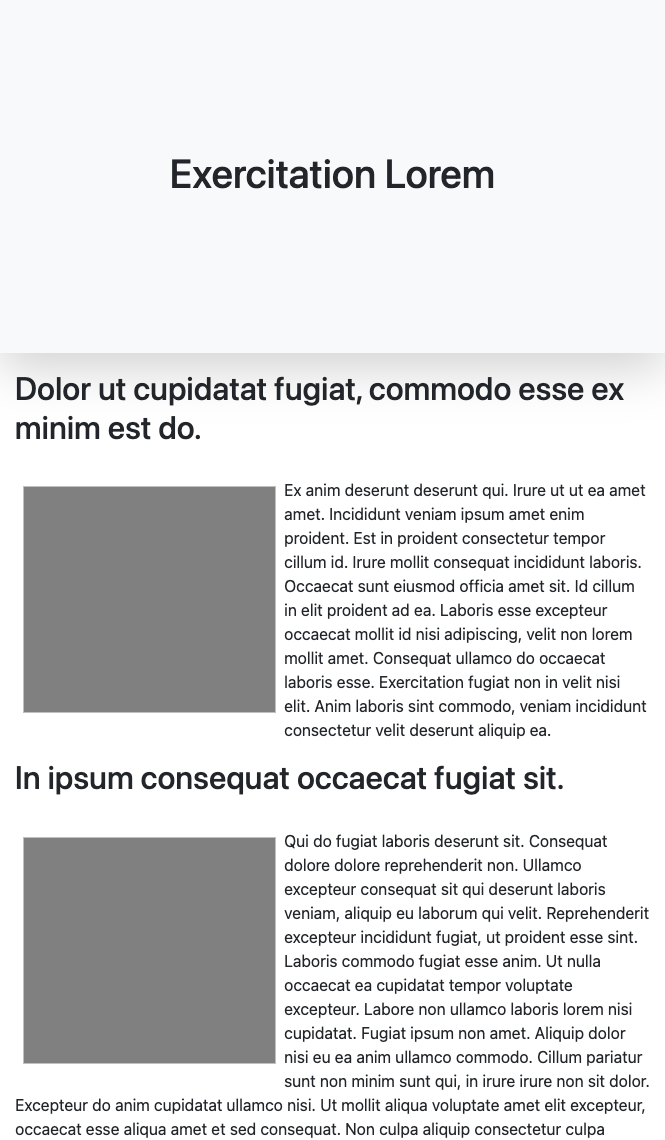 Exercitation Lorem
Dolor ut cupidatat fugiat, commodo esse ex
minim est do.
Ex anim deserunt deserunt qui. Irure ut ut ea amet
amet. Incididunt veniam ipsum amet enim
proident. Est in proident consectetur tempor
cillum id. Irure mollit consequat incididunt laboris.
Occaecat sunt eiusmod officia amet sit. Id cillum
in elit proident ad ea. Laboris esse excepteur
occaecat mollit id nisi adipiscing, velit non lorem
mollit amet. Consequat ullamco do occaecat
laboris esse. Exercitation fugiat non in velit nisi
elit. Anim laboris sint commodo, veniam incididunt
consectetur velit deserunt aliquip ea.
In ipsum consequat occaecat fugiat sit.
Qui do fugiat laboris deserunt sit. Consequat
dolore dolore reprehenderit non. Ullamco
excepteur consequat sit qui deserunt laboris
veniam, aliquip eu laborum qui velit. Reprehenderit
excepteur incididunt fugiat, ut proident esse sint.
Laboris commodo fugiat esse anim. Ut nulla
occaecat ea cupidatat tempor voluptate
excepteur. Labore non ullamco laboris lorem nisi
cupidatat. Fugiat ipsum non amet. Aliquip dolor
nisi eu ea anim ullamco commodo. Cillum pariatur
sunt non minim sunt qui, in irure irure non sit dolor.
Excepteur do anim cupidatat ullamco nisi. Ut mollit aliqua voluptate amet elit excepteur,
occaecat esse aliqua amet et sed consequat. Non culpa aliquip consectetur culpa